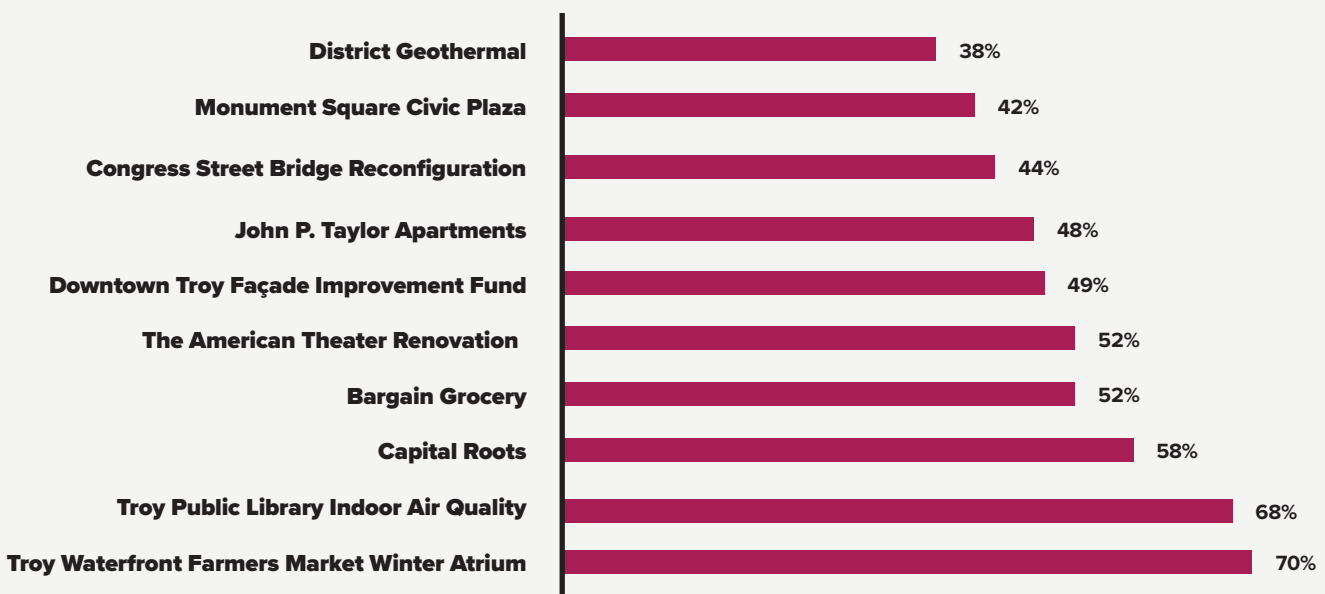 District Geothermal 38%
Monument Square Civic Plaza 42%
Congress Street Bridge Reconfiguration 44%
John P. Taylor Apartments 48%
Downtown Troy Façade Improvement Fund 49%
The American Theater Renovation 52%
Bargain Grocery 52%
Capital Roots 58%
Troy Public Library Indoor Air Quality 68%
Troy Waterfront Farmers Market Winter Atrium 70%